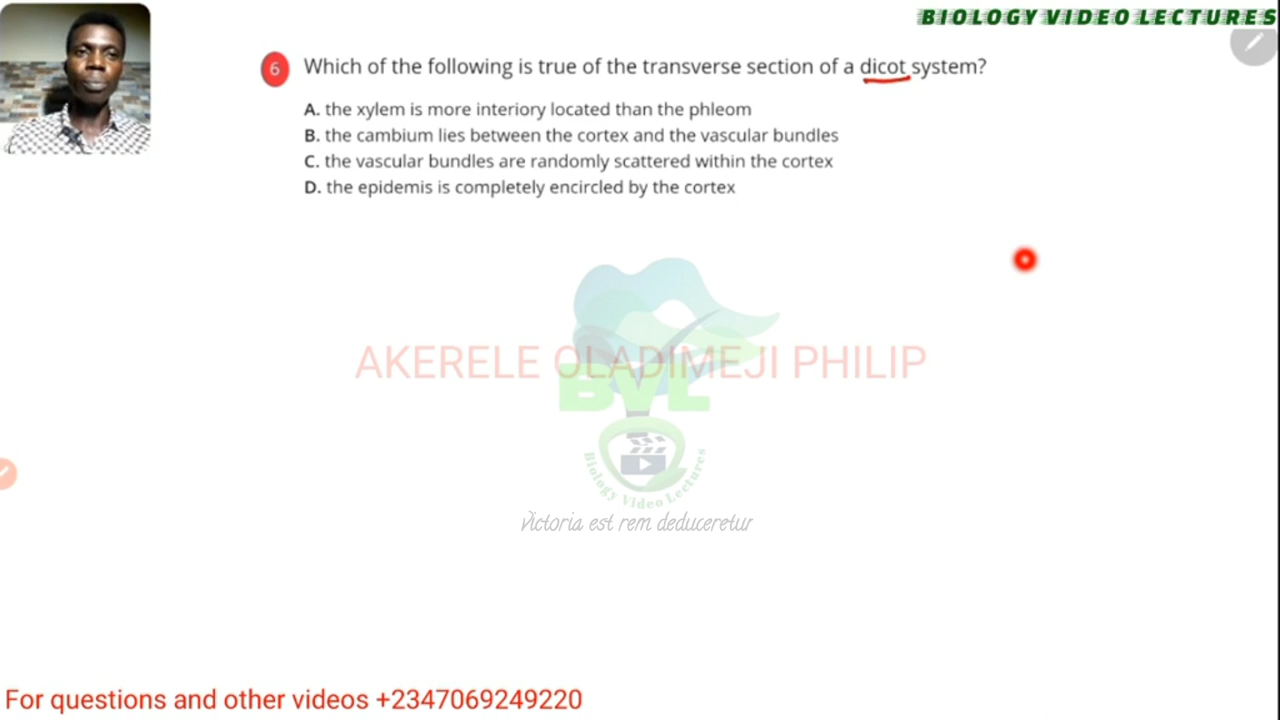 BIOLOGY VIDEO LECTURES
6 Which of the following is true of the transverse section of a dicot system?
A. the xylem is more interiory located than the phleom
B. the cambium lies between the cortex and the vascular bundles
C. the vascular bundles are randomly scattered within the cortex
D. the epidemis is completely encircled by the cortex
AKERELE OLADIMEJI PHILIP
BVL
Biology Video Lectures
Victoria est rem deduceretur
For questions and other videos +2347069249220